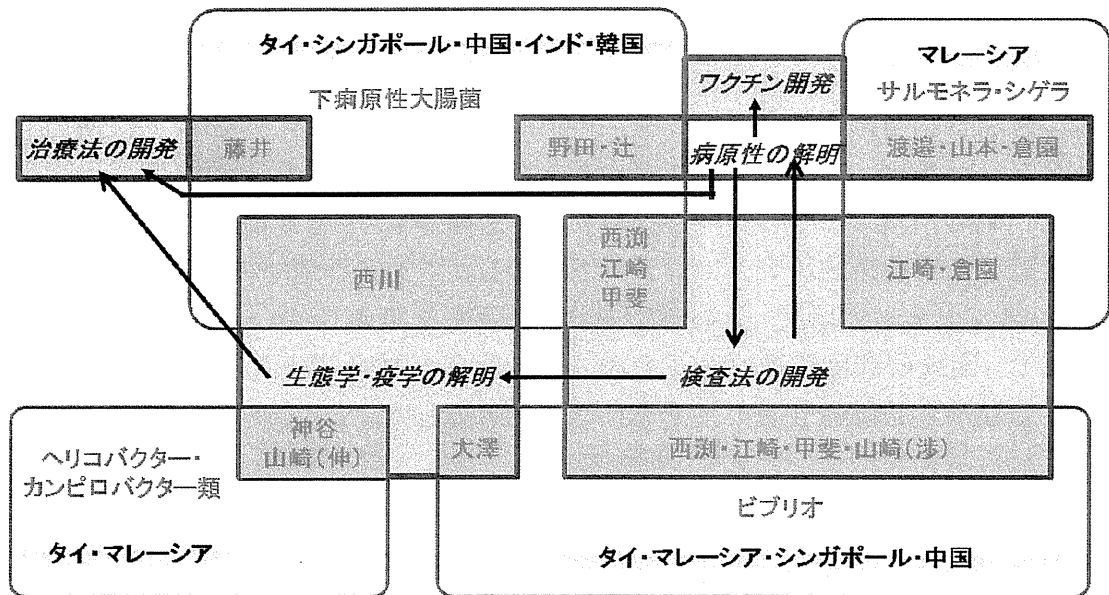 タイ・シンガポール・中国・インド・韓国
マレーシア
下痢原性大腸菌
ワクチン開発
サルモネラ・シゲラ
治療法の開発
藤井
野田・辻
病原性の解明
渡邉・山本・倉園
西川
西渕
江崎
甲斐
江崎・倉園
生態学・疫学の解明
検査法の開発
神谷
山崎(伸)
大澤
西渕・江崎・甲斐・山崎(渉)
ヘリコバクター・
カンピロバクター類
ビブリオ
タイ・マレーシア
タイ・マレーシア・シンガポール・中国